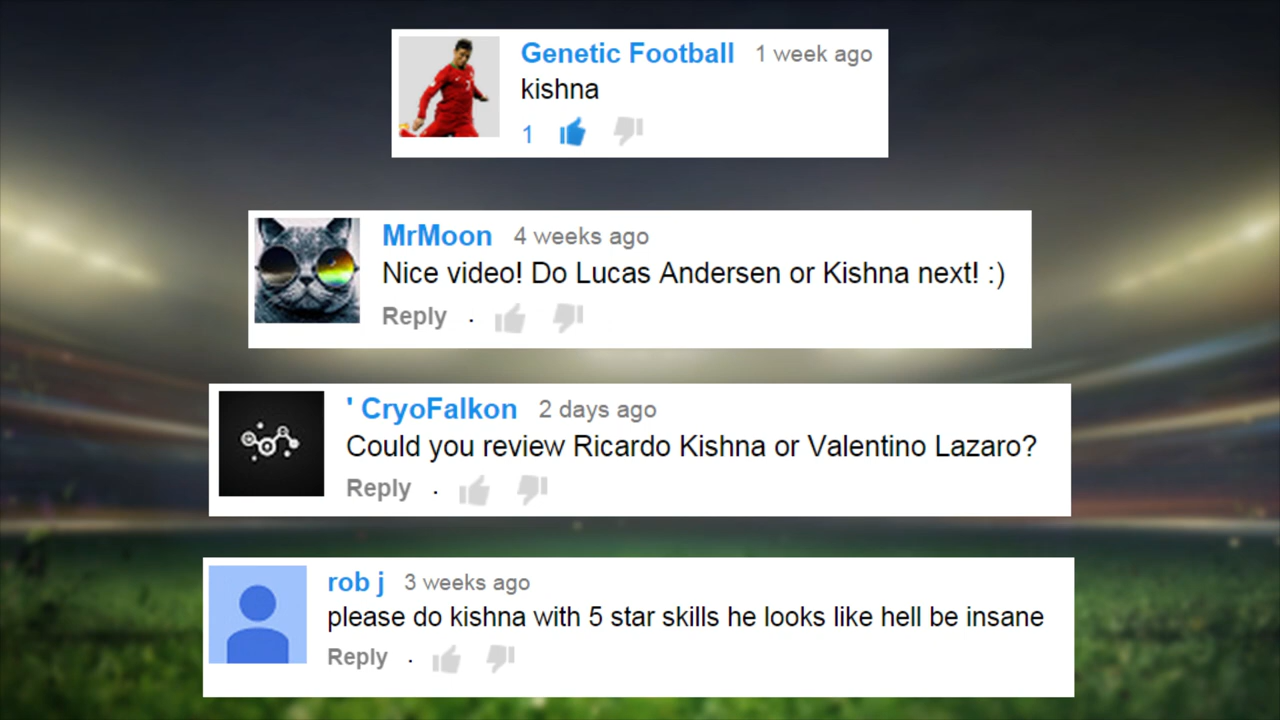 Genetic Football 1 week ago
kishna
1
MrMoon 4 weeks ago
Nice video! Do Lucas Andersen or Kishna next! :)
Reply .
' CryoFalkon 2 days ago
Could you review Ricardo Kishna or Valentino Lazaro?
Reply .
rob j 3 weeks ago
please do kishna with 5 star skills he looks like hell be insane
Reply .